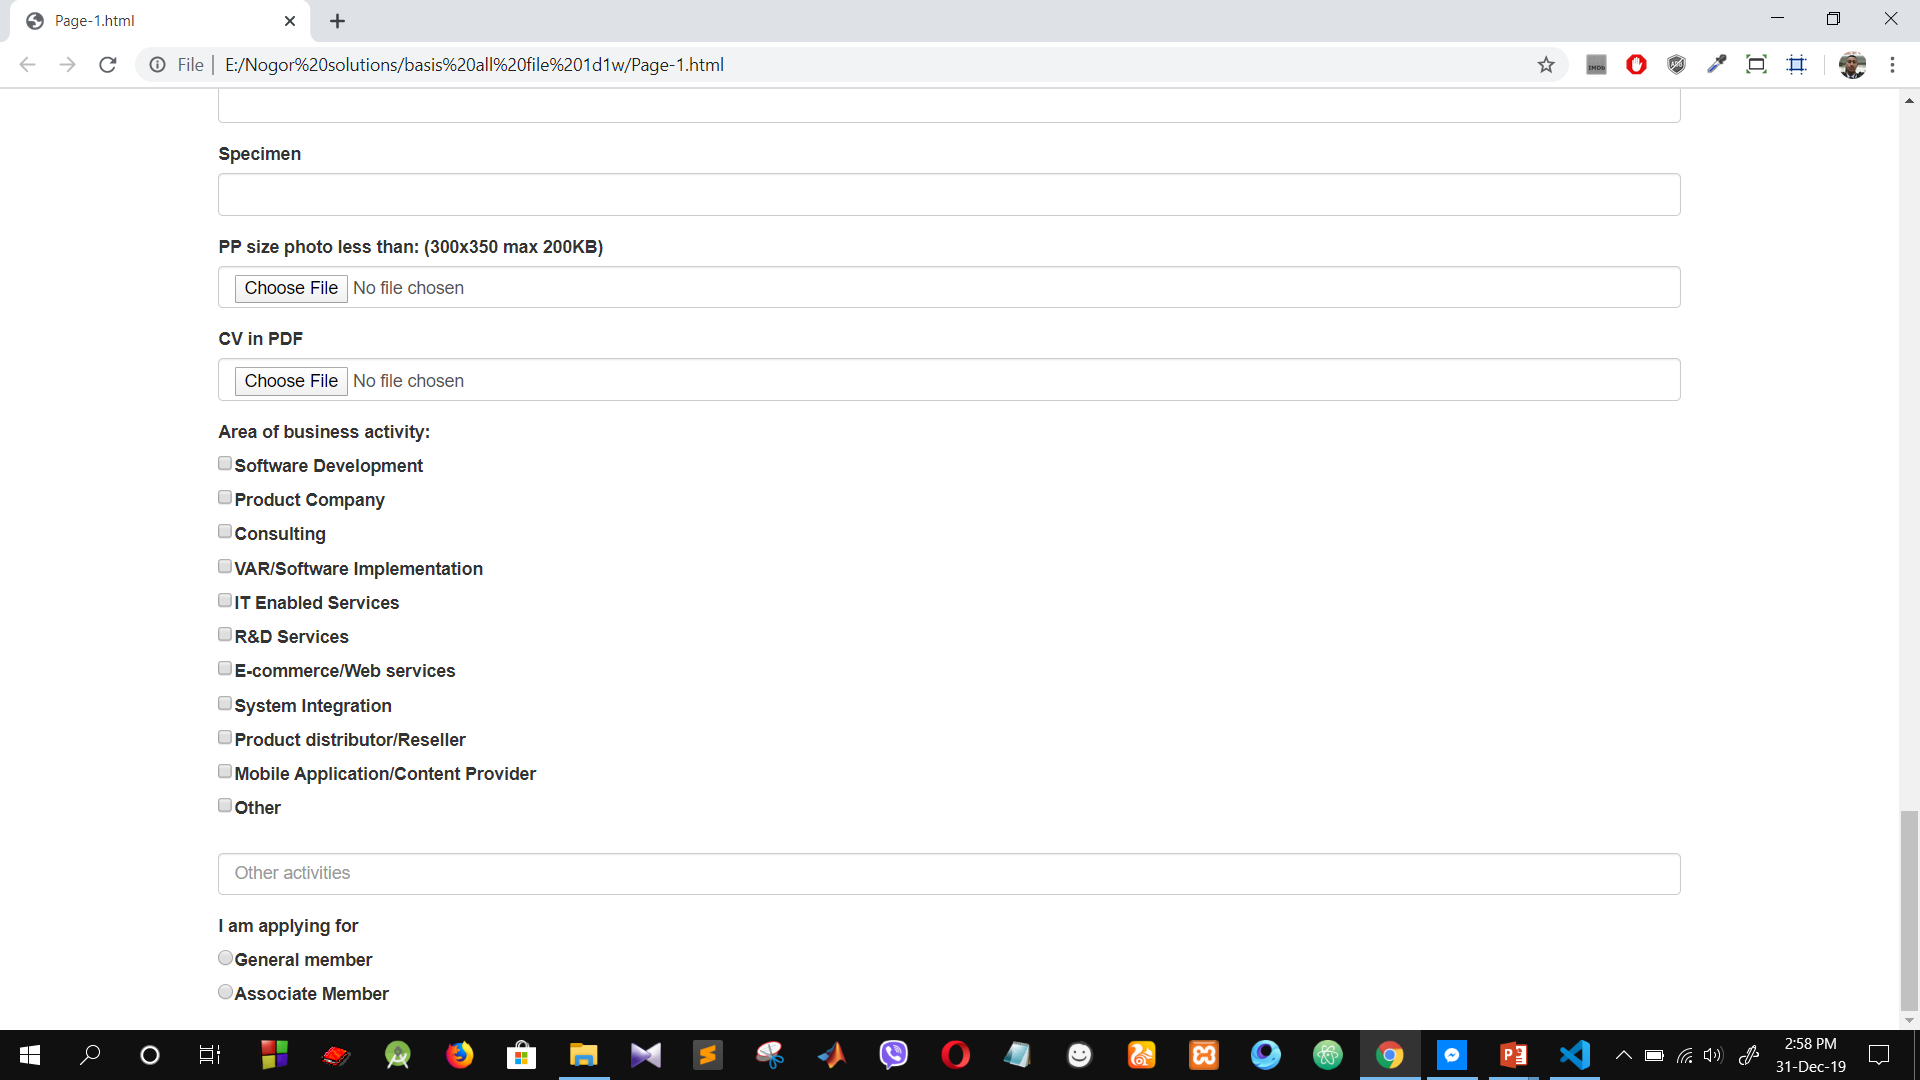 Page-1.html
File
E:/Nogor%20solutions/basis%20all%20file%201d1w/Page-1.html
Specimen
PP size photo less than: (300x350 max 200KB)
Choose File No file chosen
CV in PDF
Choose File No file chosen
Area of business activity:
Software Development
Product Company
Consulting
VAR/Software Implementation
IT Enabled Services
R&D Services
E-commerce/Web services
System Integration
Product distributor/Reseller
Mobile Application/Content Provider
Other
Other activities
I am applying for
General member
Associate Member
2:58 PM
31-Dec-19